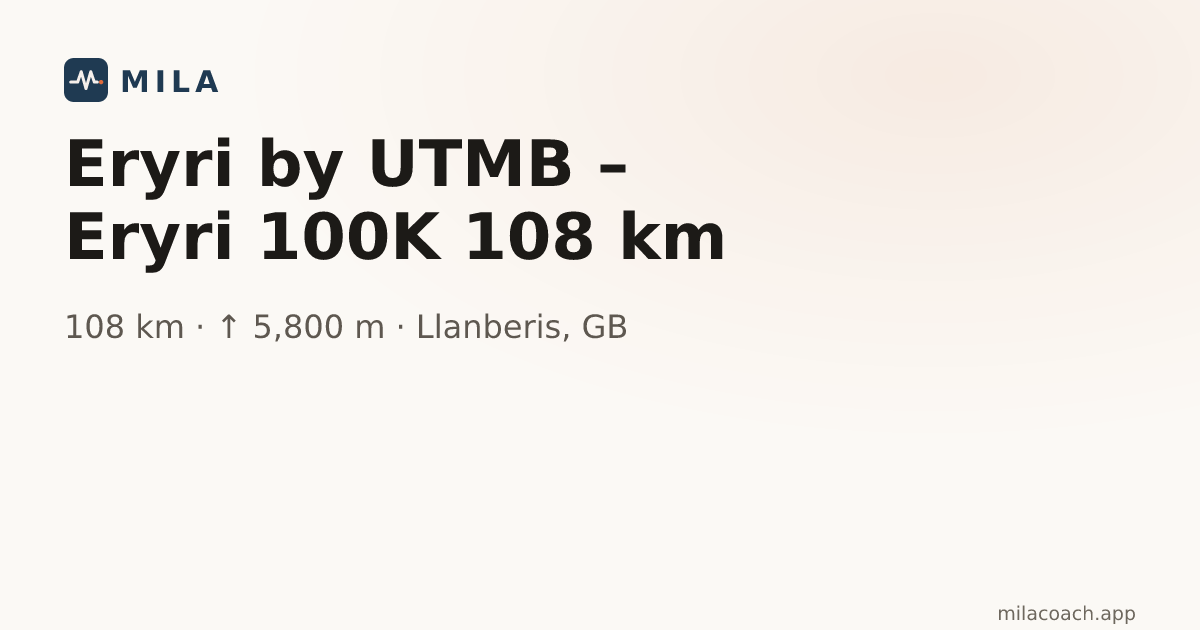 MILA
Eryri by UTMB –
Eryri 100K 108 km
108 km · ↑ 5,800 m · Llanberis, GB
milacoach.app